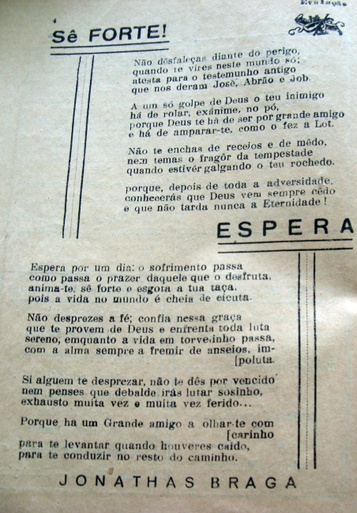 Evolução
Sê FORTE!
Não desfaleças diante do perigo,
quando te vires neste mundo só;
atesta para o testemunho antigo
que nos deram José, Abrão e Job.
A um só golpe de Deus o teu inimigo
há de rolar, exânime, no pó,
porque Deus te há de ser por grande amigo
e há de amparar-te, como o fez a Lot.
Não te enchas de receios e de mêdo,
nem temas o fragôr da tempestade
quando estivér galgando o teu rochedo.
porque, depois de toda a adversidade,
conhecerás que Deus vem sempre cêdo
e que não tarda nunca a Eternidade!
ESPERA
Espera por um dia: o sofrimento passa
como passa o prazer daquele que o desfruta.
anima-te, sê forte e esgota a tua taça,
pois a vida no mundo é cheia de cicuta.
Não desprezes a fé; confia nessa graça
que te provem de Deus e enfrenta toda luta
sereno; emquanto a vida em torvelinho passa,
com a alma sempre a fremir de anseios, im-
[poluta.
Si alguem te desprezar, não te dês por vencido
nem penses que debalde irás lutar sosinho,
exhausto muita vez e muita vez ferido...
Porque há um Grande amigo a olhar-te com
[carinho
para te levantar quando houveres caido,
para te conduzir no resto do caminho.
JONATHAS BRAGA